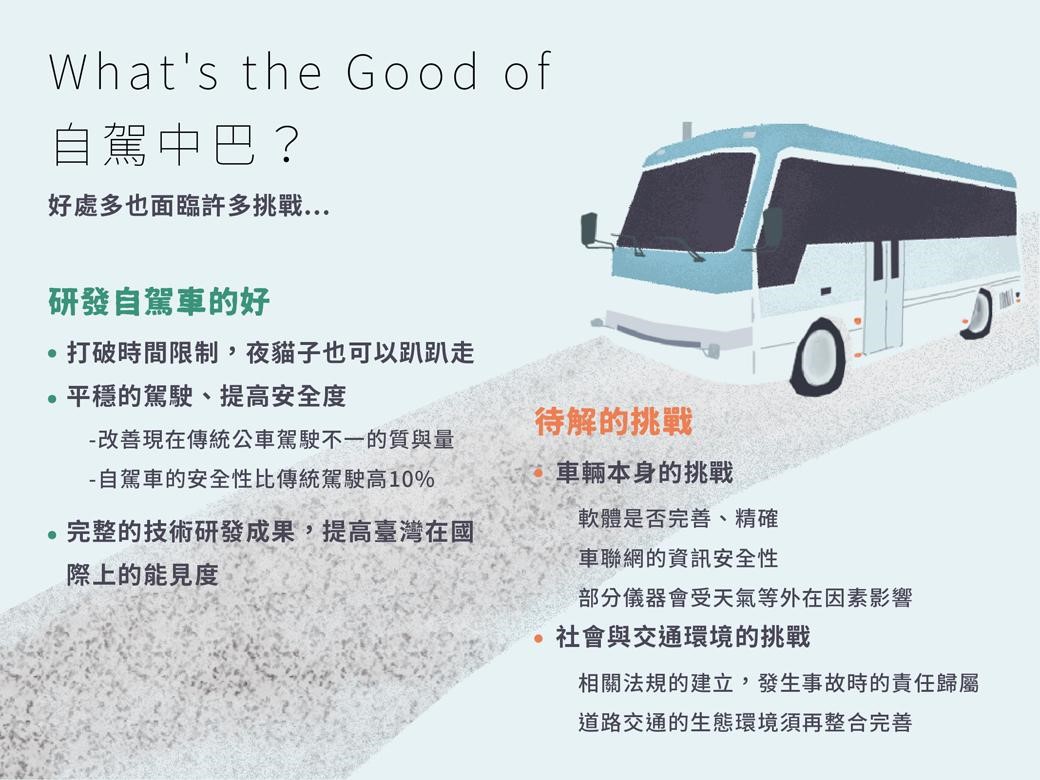 What's the Good of
自駕中巴？
好處多也面臨許多挑戰...
研發自駕車的好
• 打破時間限制，夜貓子也可以趴趴走
• 平穩的駕駛、提高安全度
-改善現在傳統公車駕駛不一的質與量
-自駕車的安全性比傳統駕駛高10%
• 完整的技術研發成果，提高臺灣在國
際上的能見度
待解的挑戰
• 車輛本身的挑戰
軟體是否完善、精確
車聯網的資訊安全性
部分儀器會受天氣等外在因素影響
• 社會與交通環境的挑戰
相關法規的建立，發生事故時的責任歸屬
道路交通的生態環境須再整合完善